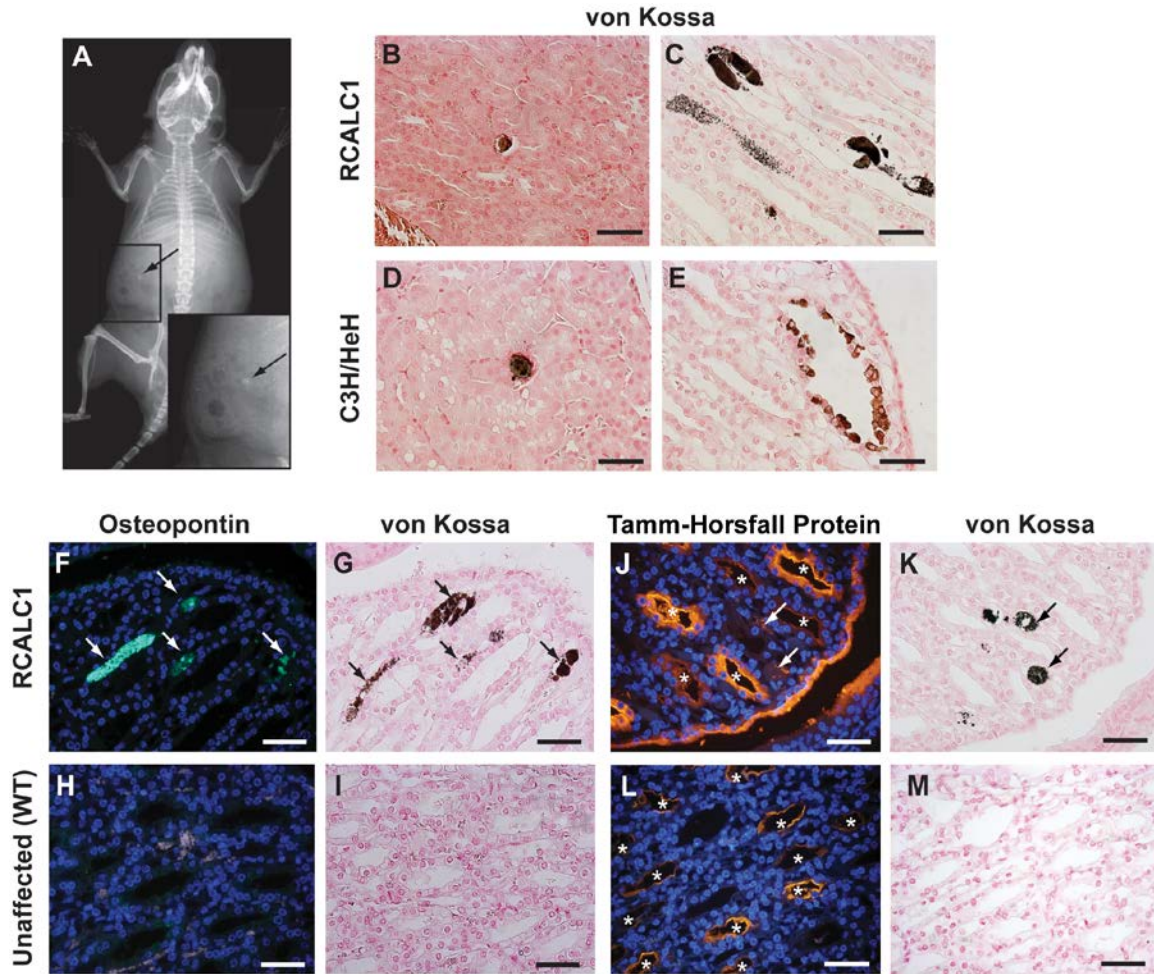 von Kossa
A
B
C
RCALC1
D
E
C3H/HeH
Osteopontin
von Kossa
Tamm-Horsfall Protein
von Kossa
F
G
J
K
RCALC1
* * * * * *
H
I
L
M
Unaffected (WT)
* * * * * * * * * * * *